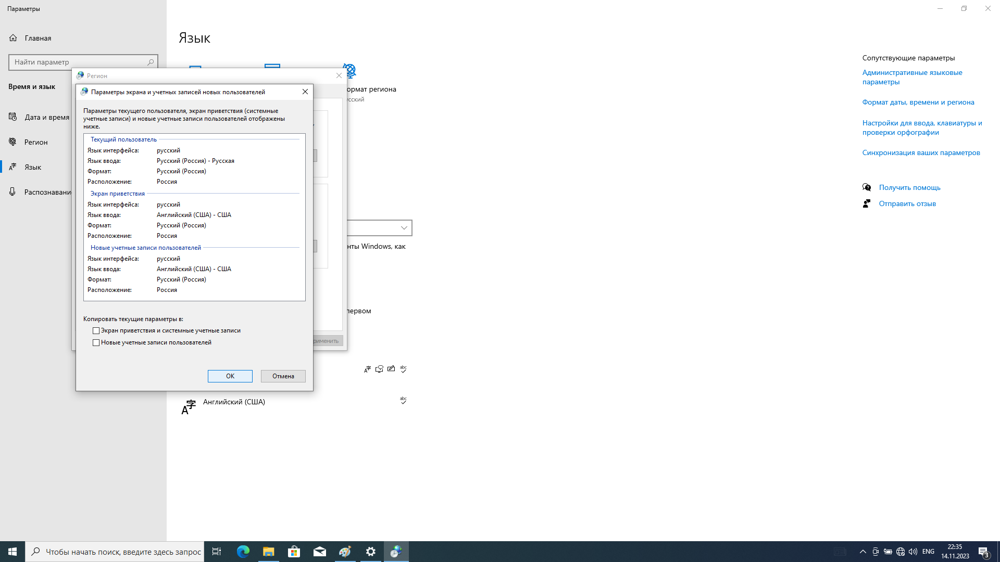 Параметры
Главная
Найти параметр
Время и язык
Дата и время
Регион
Язык
Распознавани
Язык
ормат региона
усский
Регион
Параметры экрана и учетных записей новых пользователей
Параметры текущего пользователя, экран приветствия (системные
учетные записи) и новые учетные записи пользователей отображены
ниже.
Текущий пользователь
Язык интерфейса: русский
Язык ввода: Русский (Россия) - Русская
Формат: Русский (Россия)
Расположение: Россия
Экран приветствия
Язык интерфейса: русский
Язык ввода: Английский (США) - США
Формат: Русский (Россия)
Расположение: Россия
Новые учетные записи пользователей
Язык интерфейса: русский
Язык ввода: Английский (США) - США
Формат: Русский (Россия)
Расположение: Россия
Копировать текущие параметры в:
Экран приветствия и системные учетные записи
Новые учетные записи пользователей
ОК
Отмена
рименить
нты Windows, как
первом
Английский (США)
Сопутствующие параметры
Административные языковые
параметры
Формат даты, времени и региона
Настройки для ввода, клавиатуры и
проверки орфографии
Синхронизация ваших параметров
Получить помощь
Отправить отзыв
Чтобы начать поиск, введите здесь запрос
ENG
22:35
14.11.2023
3